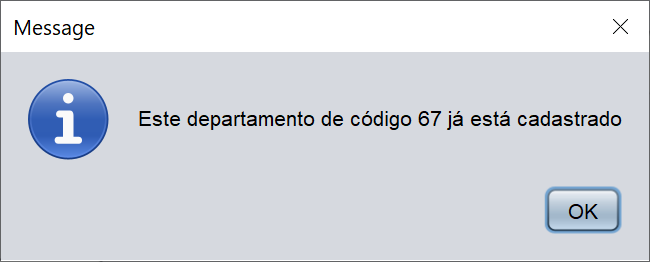 Message
Este departamento de código 67 já está cadastrado
OK